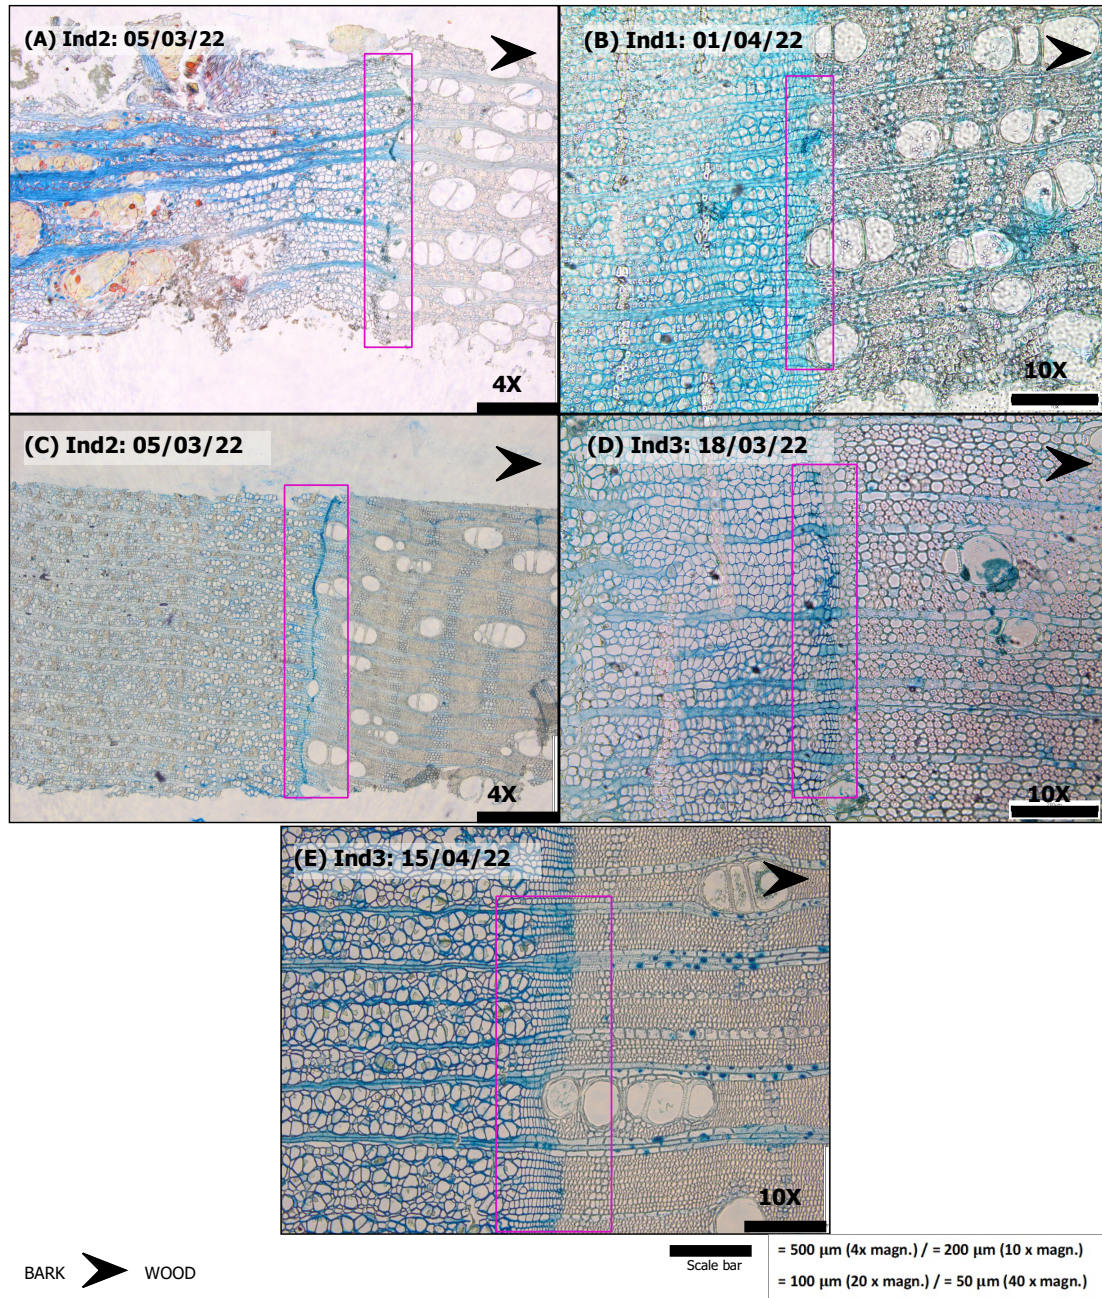 (A) Ind2: 05/03/22
4X
(B) Ind1: 01/04/22
10X
(C) Ind2: 05/03/22
4X
(D) Ind3: 18/03/22
10X
(E) Ind3: 15/04/22
10X
BARK WOOD
Scale bar
= 500 µm (4x magn.) / = 200 µm (10 x magn.)
= 100 µm (20 x magn.) / = 50 µm (40 x magn.)